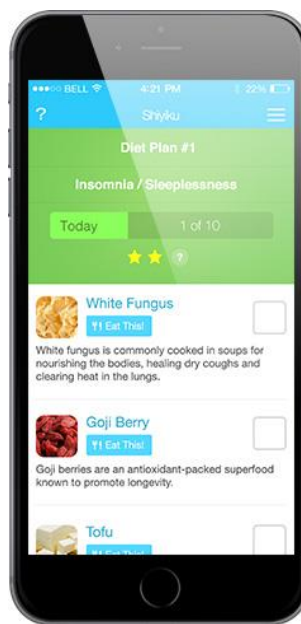 BELL 4:21 PM 22%
? Shiyiku
Diet Plan #1
Insomnia / Sleeplessness
Today 1 of 10
?
White Fungus
Eat This!
White fungus is commonly cooked in soups for
nourishing the bodies, healing dry coughs and
clearing heat in the lungs.
Goji Berry
Eat This!
Goji berries are an antioxidant-packed superfood
known to promote longevity.
Tofu
Eat This!